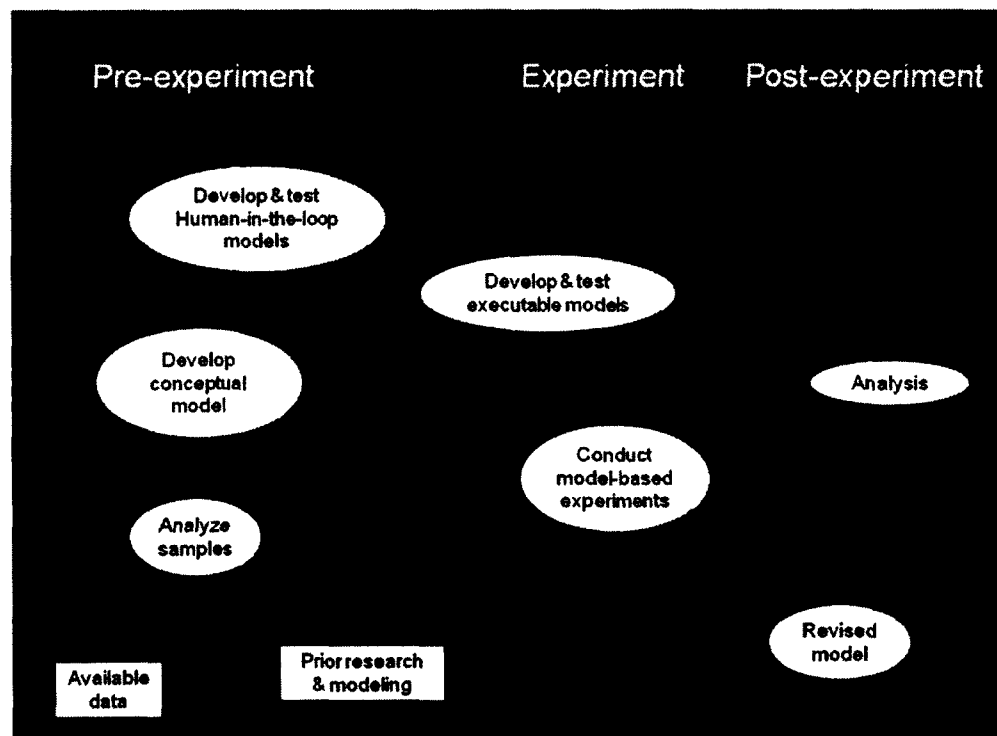 Pre-experiment
Experiment
Post-experiment
Develop & test
Human-in-the-loop
models
Develop & test
executable models
Develop
conceptual
model
Analysis
Conduct
model-based
experiments
Analyze
samples
Revised
model
Prior research
& modeling
Available
data